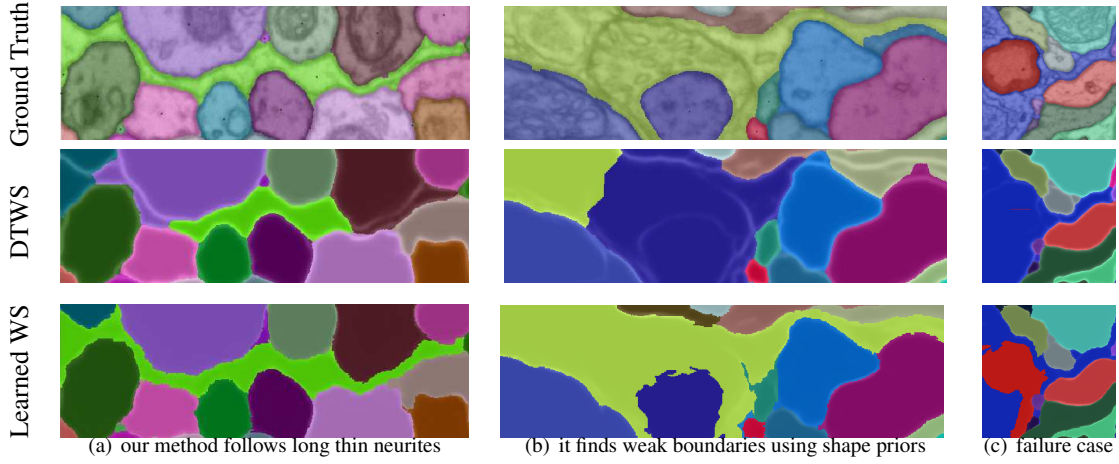 Ground Truth
DTWS
Learned WS
(a) our method follows long thin neurites
(b) it finds weak boundaries using shape priors
(c) failure case